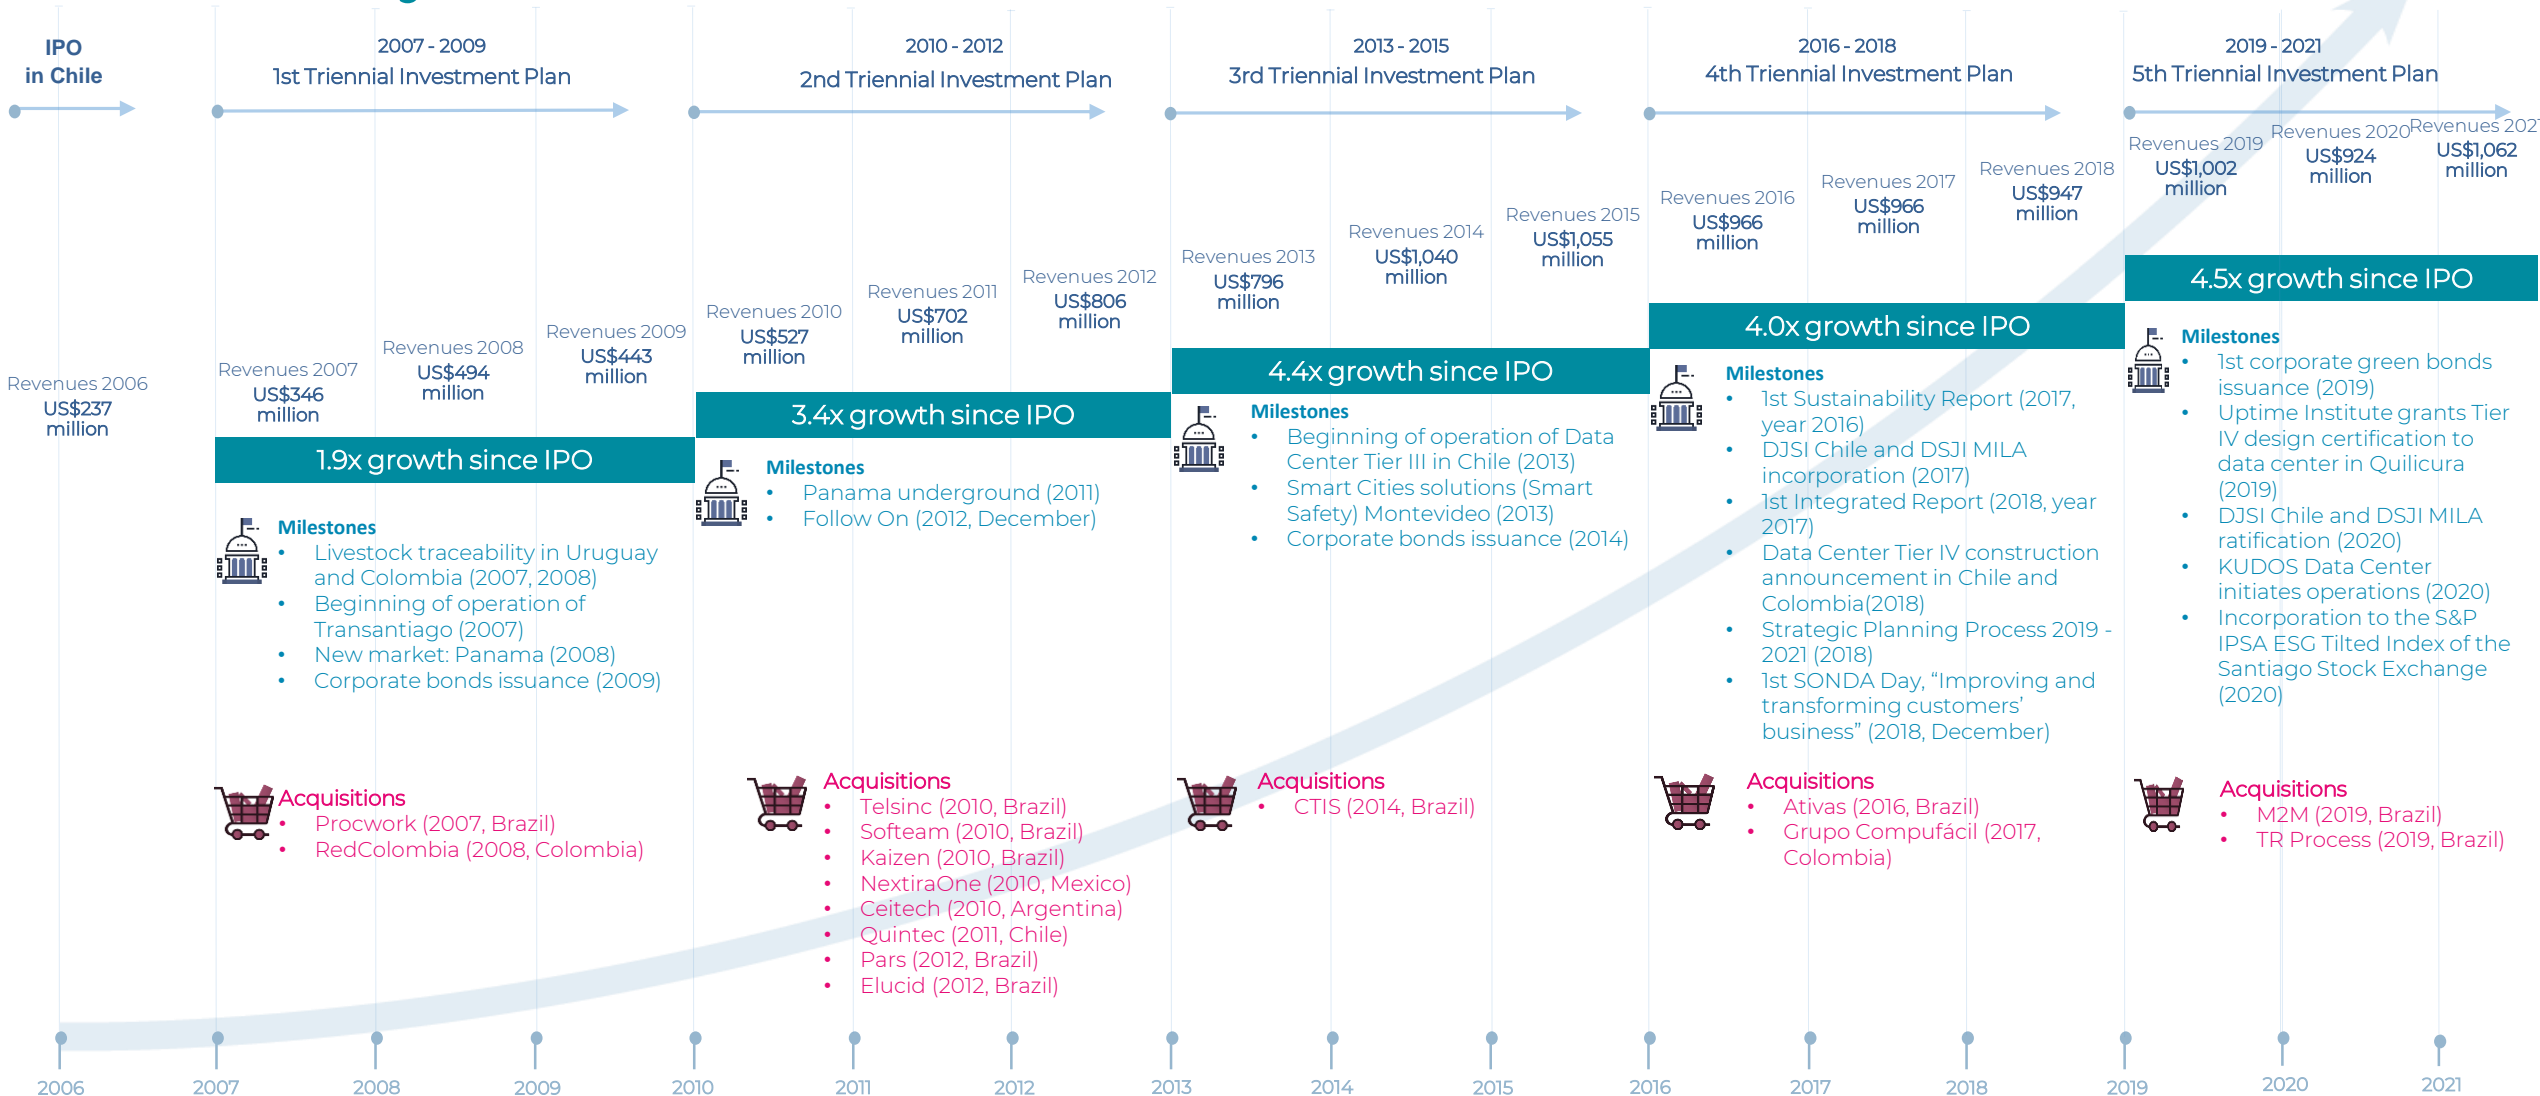 IPO
in Chile
2007 - 2009
1st Triennial Investment Plan
2010 - 2012
2nd Triennial Investment Plan
2013 - 2015
3rd Triennial Investment Plan
2016 - 2018
4th Triennial Investment Plan
2019 - 2021
5th Triennial Investment Plan
Revenues 2006
US$237
million
Revenues 2007
US$346
million
Revenues 2008
US$494
million
Revenues 2009
US$443
million
Revenues 2010
US$527
million
Revenues 2011
US$702
million
Revenues 2012
US$806
million
Revenues 2013
US$796
million
Revenues 2014
US$1,040
million
Revenues 2015
US$1,055
million
Revenues 2016
US$966
million
Revenues 2017
US$966
million
Revenues 2018
US$947
million
Revenues 2019
US$1,002
million
Revenues 2020
US$924
million
Revenues 2021
US$1,062
million
1.9x growth since IPO
Milestones
• Livestock traceability in Uruguay
and Colombia (2007, 2008)
• Beginning of operation of
Transantiago (2007)
• New market: Panama (2008)
• Corporate bonds issuance (2009)
Acquisitions
• Procwork (2007, Brazil)
• RedColombia (2008, Colombia)
3.4x growth since IPO
Milestones
• Panama underground (2011)
• Follow On (2012, December)
Acquisitions
• Telsinc (2010, Brazil)
• Softeam (2010, Brazil)
• Kaizen (2010, Brazil)
• NextiraOne (2010, Mexico)
• Ceitech (2010, Argentina)
• Quintec (2011, Chile)
• Pars (2012, Brazil)
• Elucid (2012, Brazil)
4.4x growth since IPO
Milestones
• Beginning of operation of Data
Center Tier III in Chile (2013)
• Smart Cities solutions (Smart
Safety) Montevideo (2013)
• Corporate bonds issuance (2014)
Acquisitions
• CTIS (2014, Brazil)
4.0x growth since IPO
Milestones
• 1st Sustainability Report (2017,
year 2016)
• DJSI Chile and DSJI MILA
incorporation (2017)
• 1st Integrated Report (2018, year
2017)
• Data Center Tier IV construction
announcement in Chile and
Colombia(2018)
• Strategic Planning Process 2019 -
2021 (2018)
• 1st SONDA Day, “Improving and
transforming customers’
business” (2018, December)
Acquisitions
• Ativas (2016, Brazil)
• Grupo Compufácil (2017,
Colombia)
4.5x growth since IPO
Milestones
• 1st corporate green bonds
issuance (2019)
• Uptime Institute grants Tier
IV design certification to
data center in Quilicura
(2019)
• DJSI Chile and DSJI MILA
ratification (2020)
• KUDOS Data Center
initiates operations (2020)
• Incorporation to the S&P
IPSA ESG Tilted Index of the
Santiago Stock Exchange
(2020)
Acquisitions
• M2M (2019, Brazil)
• TR Process (2019, Brazil)
2006
2007
2008
2009
2010
2011
2012
2013
2014
2015
2016
2017
2018
2019
2020
2021